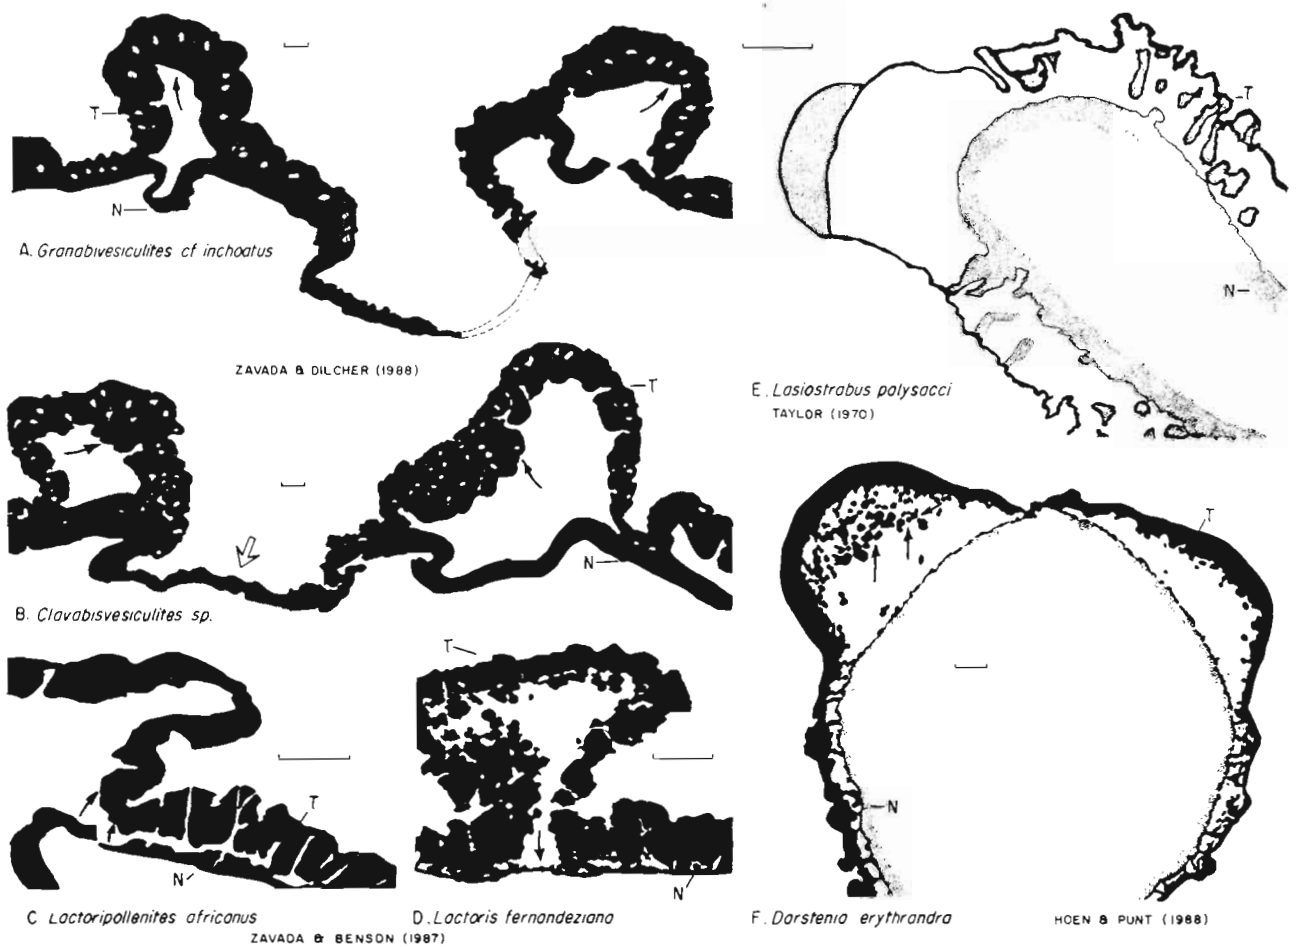 T
N
A. Granabivesiculites cf inchoatus
ZAVADA & DILCHER (1988)
T
N
B. Clavabisvesiculites sp.
T
N
C Lactoripollenites africanus
T
N
D. Lactoris fernandeziana
ZAVADA & BENSON (1987)
T
N
E. Lasiostrobus polysacci
TAYLOR (1970)
T
N
F. Dorstenia erythrandra
HOEN & PUNT (1988)